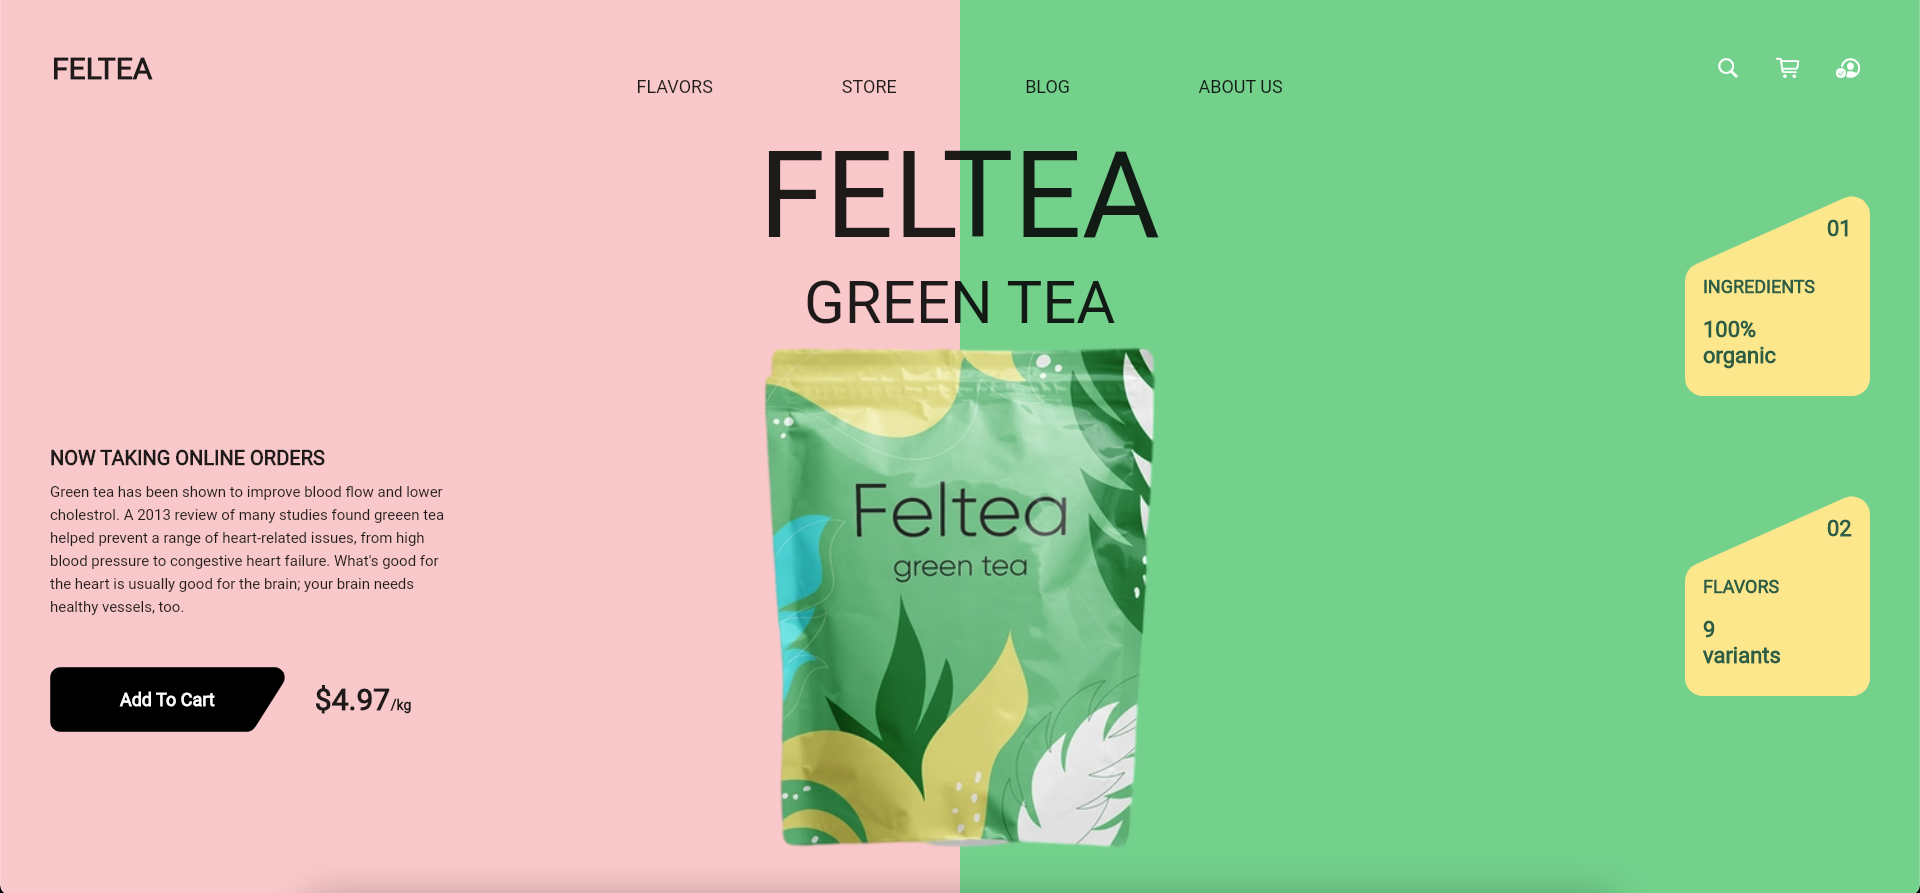 FELTEA
FLAVORS
STORE
BLOG
ABOUT US
FELTEA
GREEN TEA
Feltea
green tea
NOW TAKING ONLINE ORDERS
Green tea has been shown to improve blood flow and lower
cholestrol. A 2013 review of many studies found greeen tea
helped prevent a range of heart-related issues, from high
blood pressure to congestive heart failure. What's good for
the heart is usually good for the brain; your brain needs
healthy vessels, too.
Add To Cart
$4.97/kg
01
INGREDIENTS
100%
organic
02
FLAVORS
9
variants